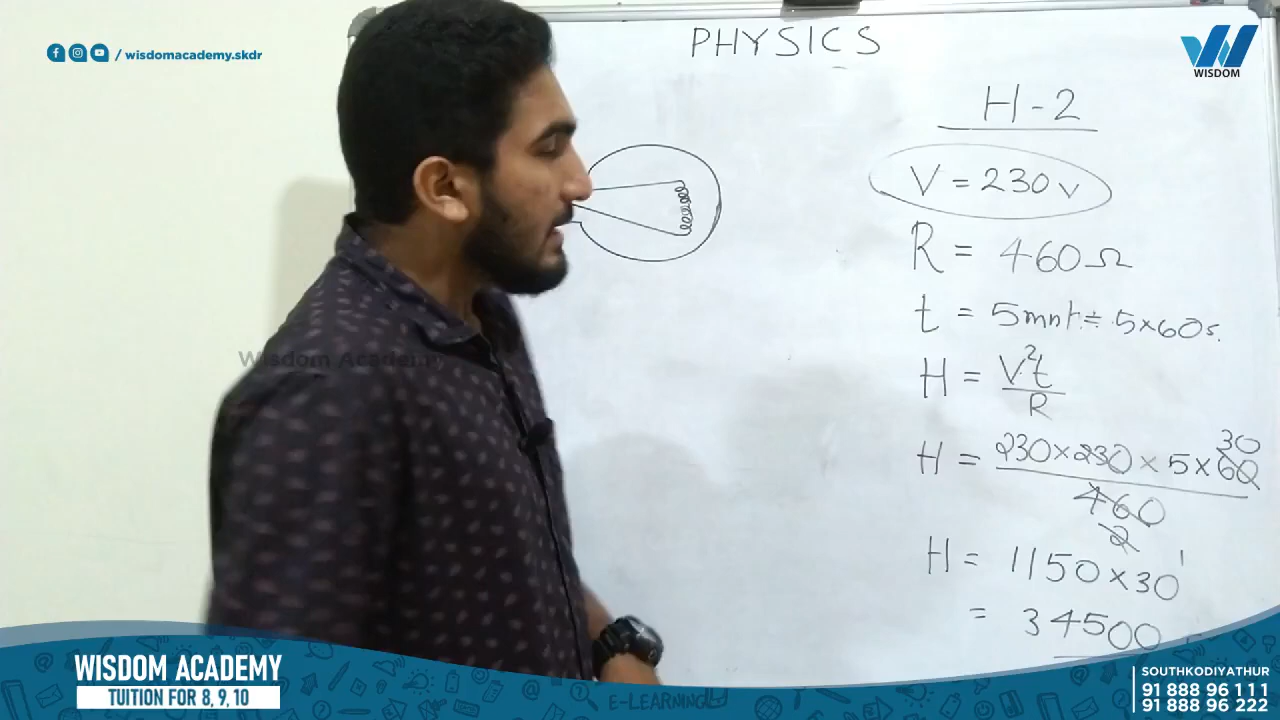 / wisdomacademy.skdr
WISDOM
PHYSICS
H-2
V = 230 v
R = 460 Ω
t = 5mnt = 5×60s.
H = V²t
R
30
H = 230×230×5×60
460
2
H = 1150×30
= 34500
Wisdom Academy
WISDOM ACADEMY
TUITION FOR 8, 9, 10
E-LEARNING
SOUTHKODIYATHUR
91 888 96 111
91 888 96 222